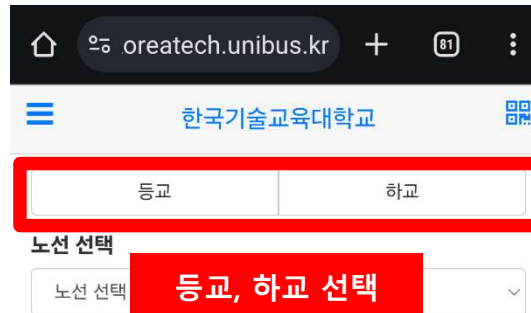 oreatech.unibus.kr
81
한국기술교육대학교
등교 하교
노선 선택
노선 선택
등교, 하교 선택